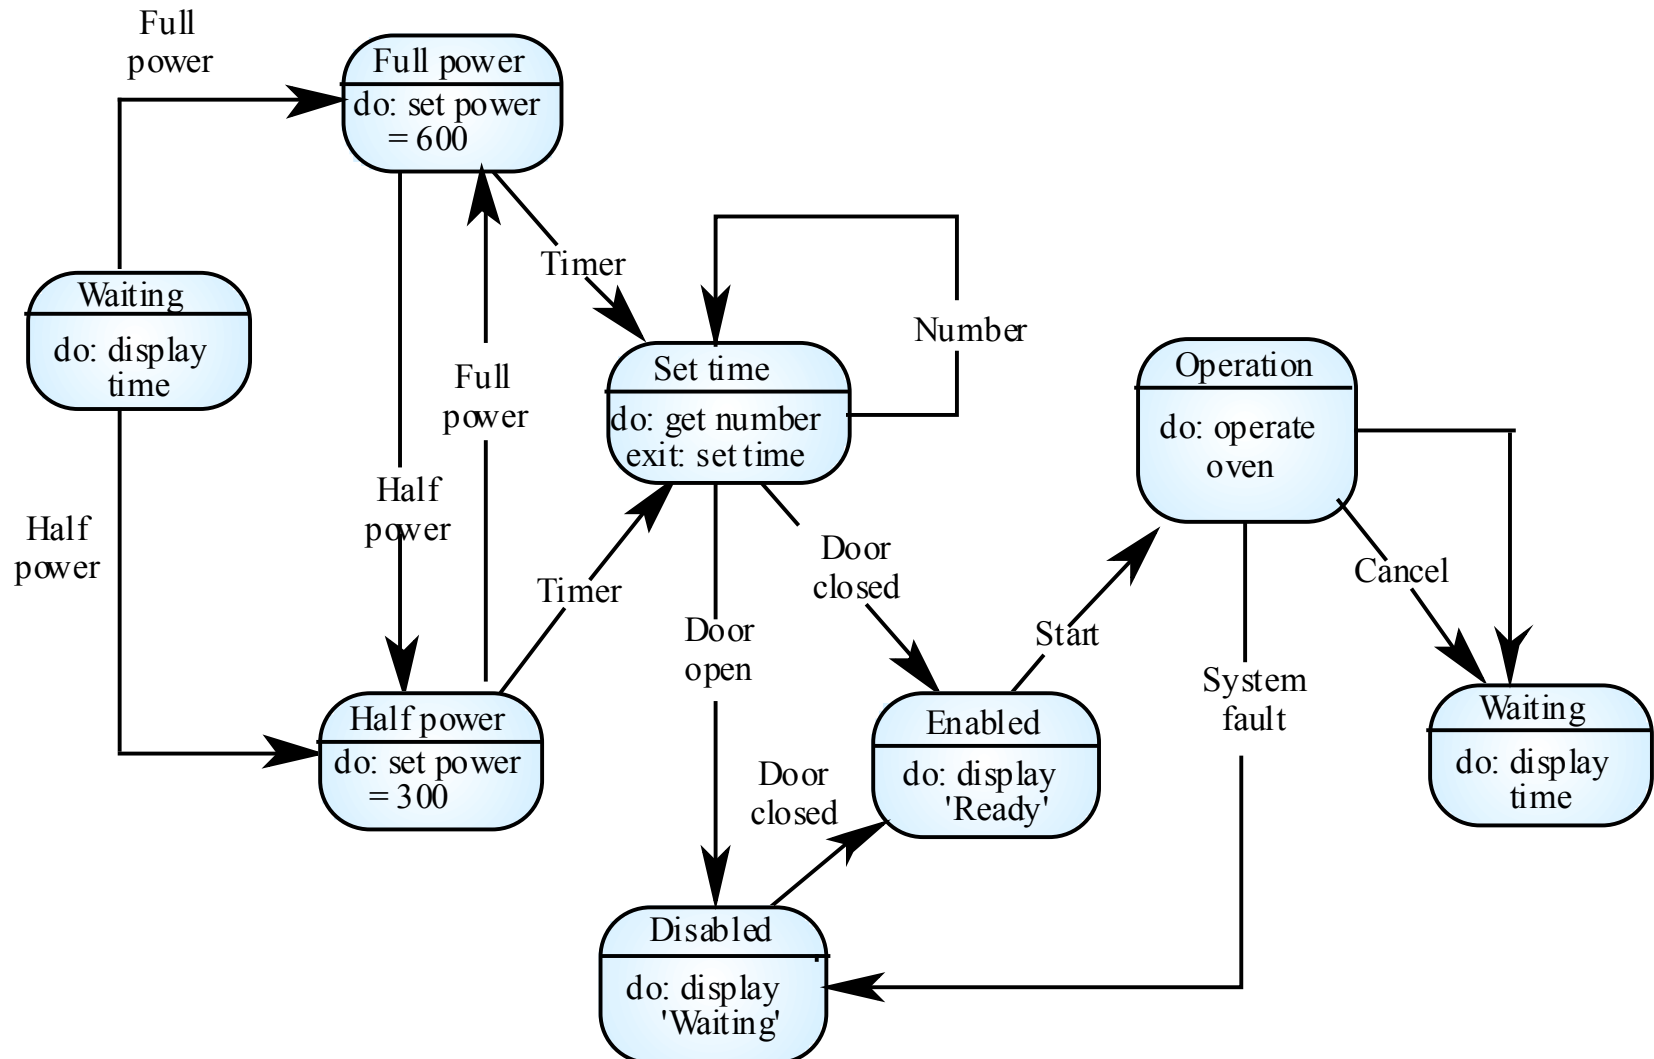 Full
power
Full power
do: set power
= 600
Timer
Waiting
do: display
time
Number
Full
power
Set time
do: get number
exit: set time
Operation
do: operate
oven
Half
power
Half
power
Timer
Door
closed
Cancel
Door
open
Start
System
fault
Half power
do: set power
= 300
Enabled
do: display
'Ready'
Waiting
do: display
time
Door
closed
Disabled
do: display
'Waiting'